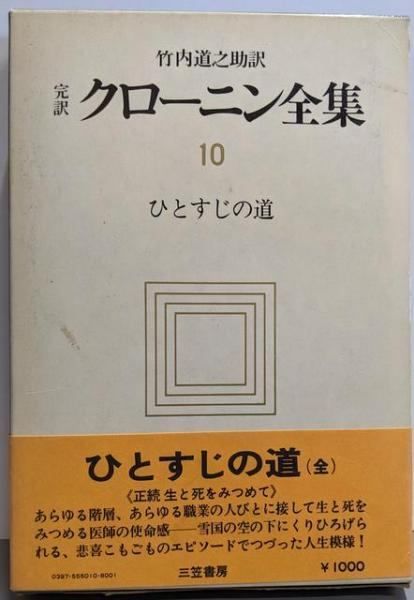 竹内道之助訳
完訳 クローニン全集
10
ひとすじの道
ひとすじの道(全)
《正続 生と死をみつめて》
あらゆる階層、あらゆる職業の人びとに接して生と死を
みつめる医師の使命感——雪国の空の下にくりひろげら
れる、悲喜こもごものエピソードでつづった人生模様!
0397-555010-8001
三笠書房
¥1000